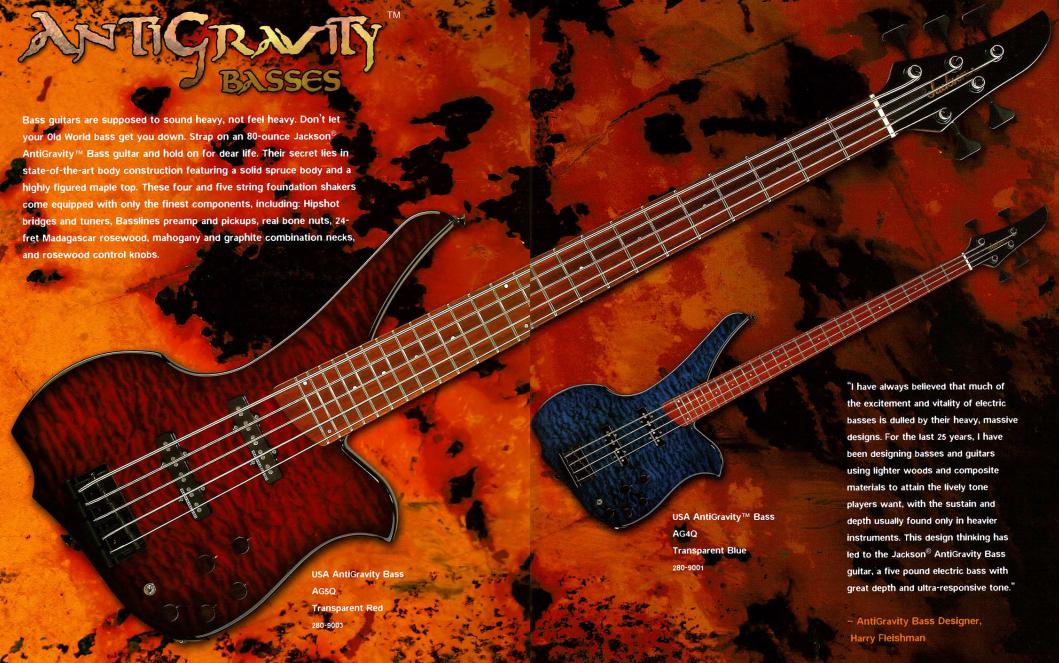 ANTIGRAVITY™
BASSES
Bass guitars are supposed to sound heavy, not feel heavy. Don't let
your Old World bass get you down. Strap on an 80-ounce Jackson®
AntiGravity™ Bass guitar and hold on for dear life. Their secret lies in
state-of-the-art body construction featuring a solid spruce body and a
highly figured maple top. These four and five string foundation shakers
come equipped with only the finest components, including: Hipshot
bridges and tuners, Basslines preamp and pickups, real bone nuts, 24-
fret Madagascar rosewood, mahogany and graphite combination necks,
and rosewood control knobs.
Jackson
USA AntiGravity Bass
AG5Q
Transparent Red
280-9003
USA AntiGravity™ Bass
AG4Q
Transparent Blue
280-9001
"I have always believed that much of
the excitement and vitality of electric
basses is dulled by their heavy, massive
designs. For the last 25 years, I have
been designing basses and guitars
using lighter woods and composite
materials to attain the lively tone
players want, with the sustain and
depth usually found only in heavier
instruments. This design thinking has
led to the Jackson® AntiGravity Bass
guitar, a five pound electric bass with
great depth and ultra-responsive tone."
– AntiGravity Bass Designer,
Harry Fleishman